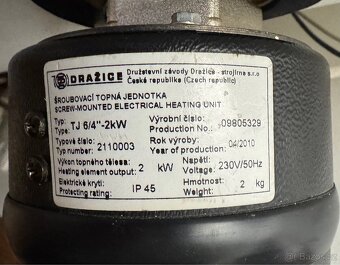 DRAŽICE
Družstevní závody Dražice - strojírna s.r.o
Česká republika (Czech republic)
ŠROUBOVACÍ TOPNÁ JEDNOTKA
SCREW-MOUNTED ELECTRICAL HEATING UNIT
Typ: TJ 6/4"-2kW Výrobní číslo: 09805329
Type: Production No.:
Typové číslo: 2110003 Rok výroby: 04/2010
Typ number: Year of production:
Výkon topného tělesa: 2 kW Napětí: 230V/50Hz
Heating element output: Voltage:
Elektrické krytí: IP 45 Hmotnost: 2 kg
Protecting rating: Weight: